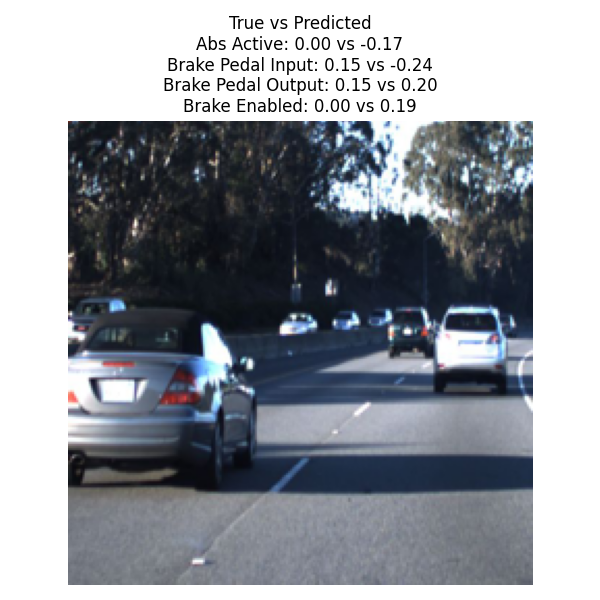 True vs Predicted
Abs Active: 0.00 vs -0.17
Brake Pedal Input: 0.15 vs -0.24
Brake Pedal Output: 0.15 vs 0.20
Brake Enabled: 0.00 vs 0.19